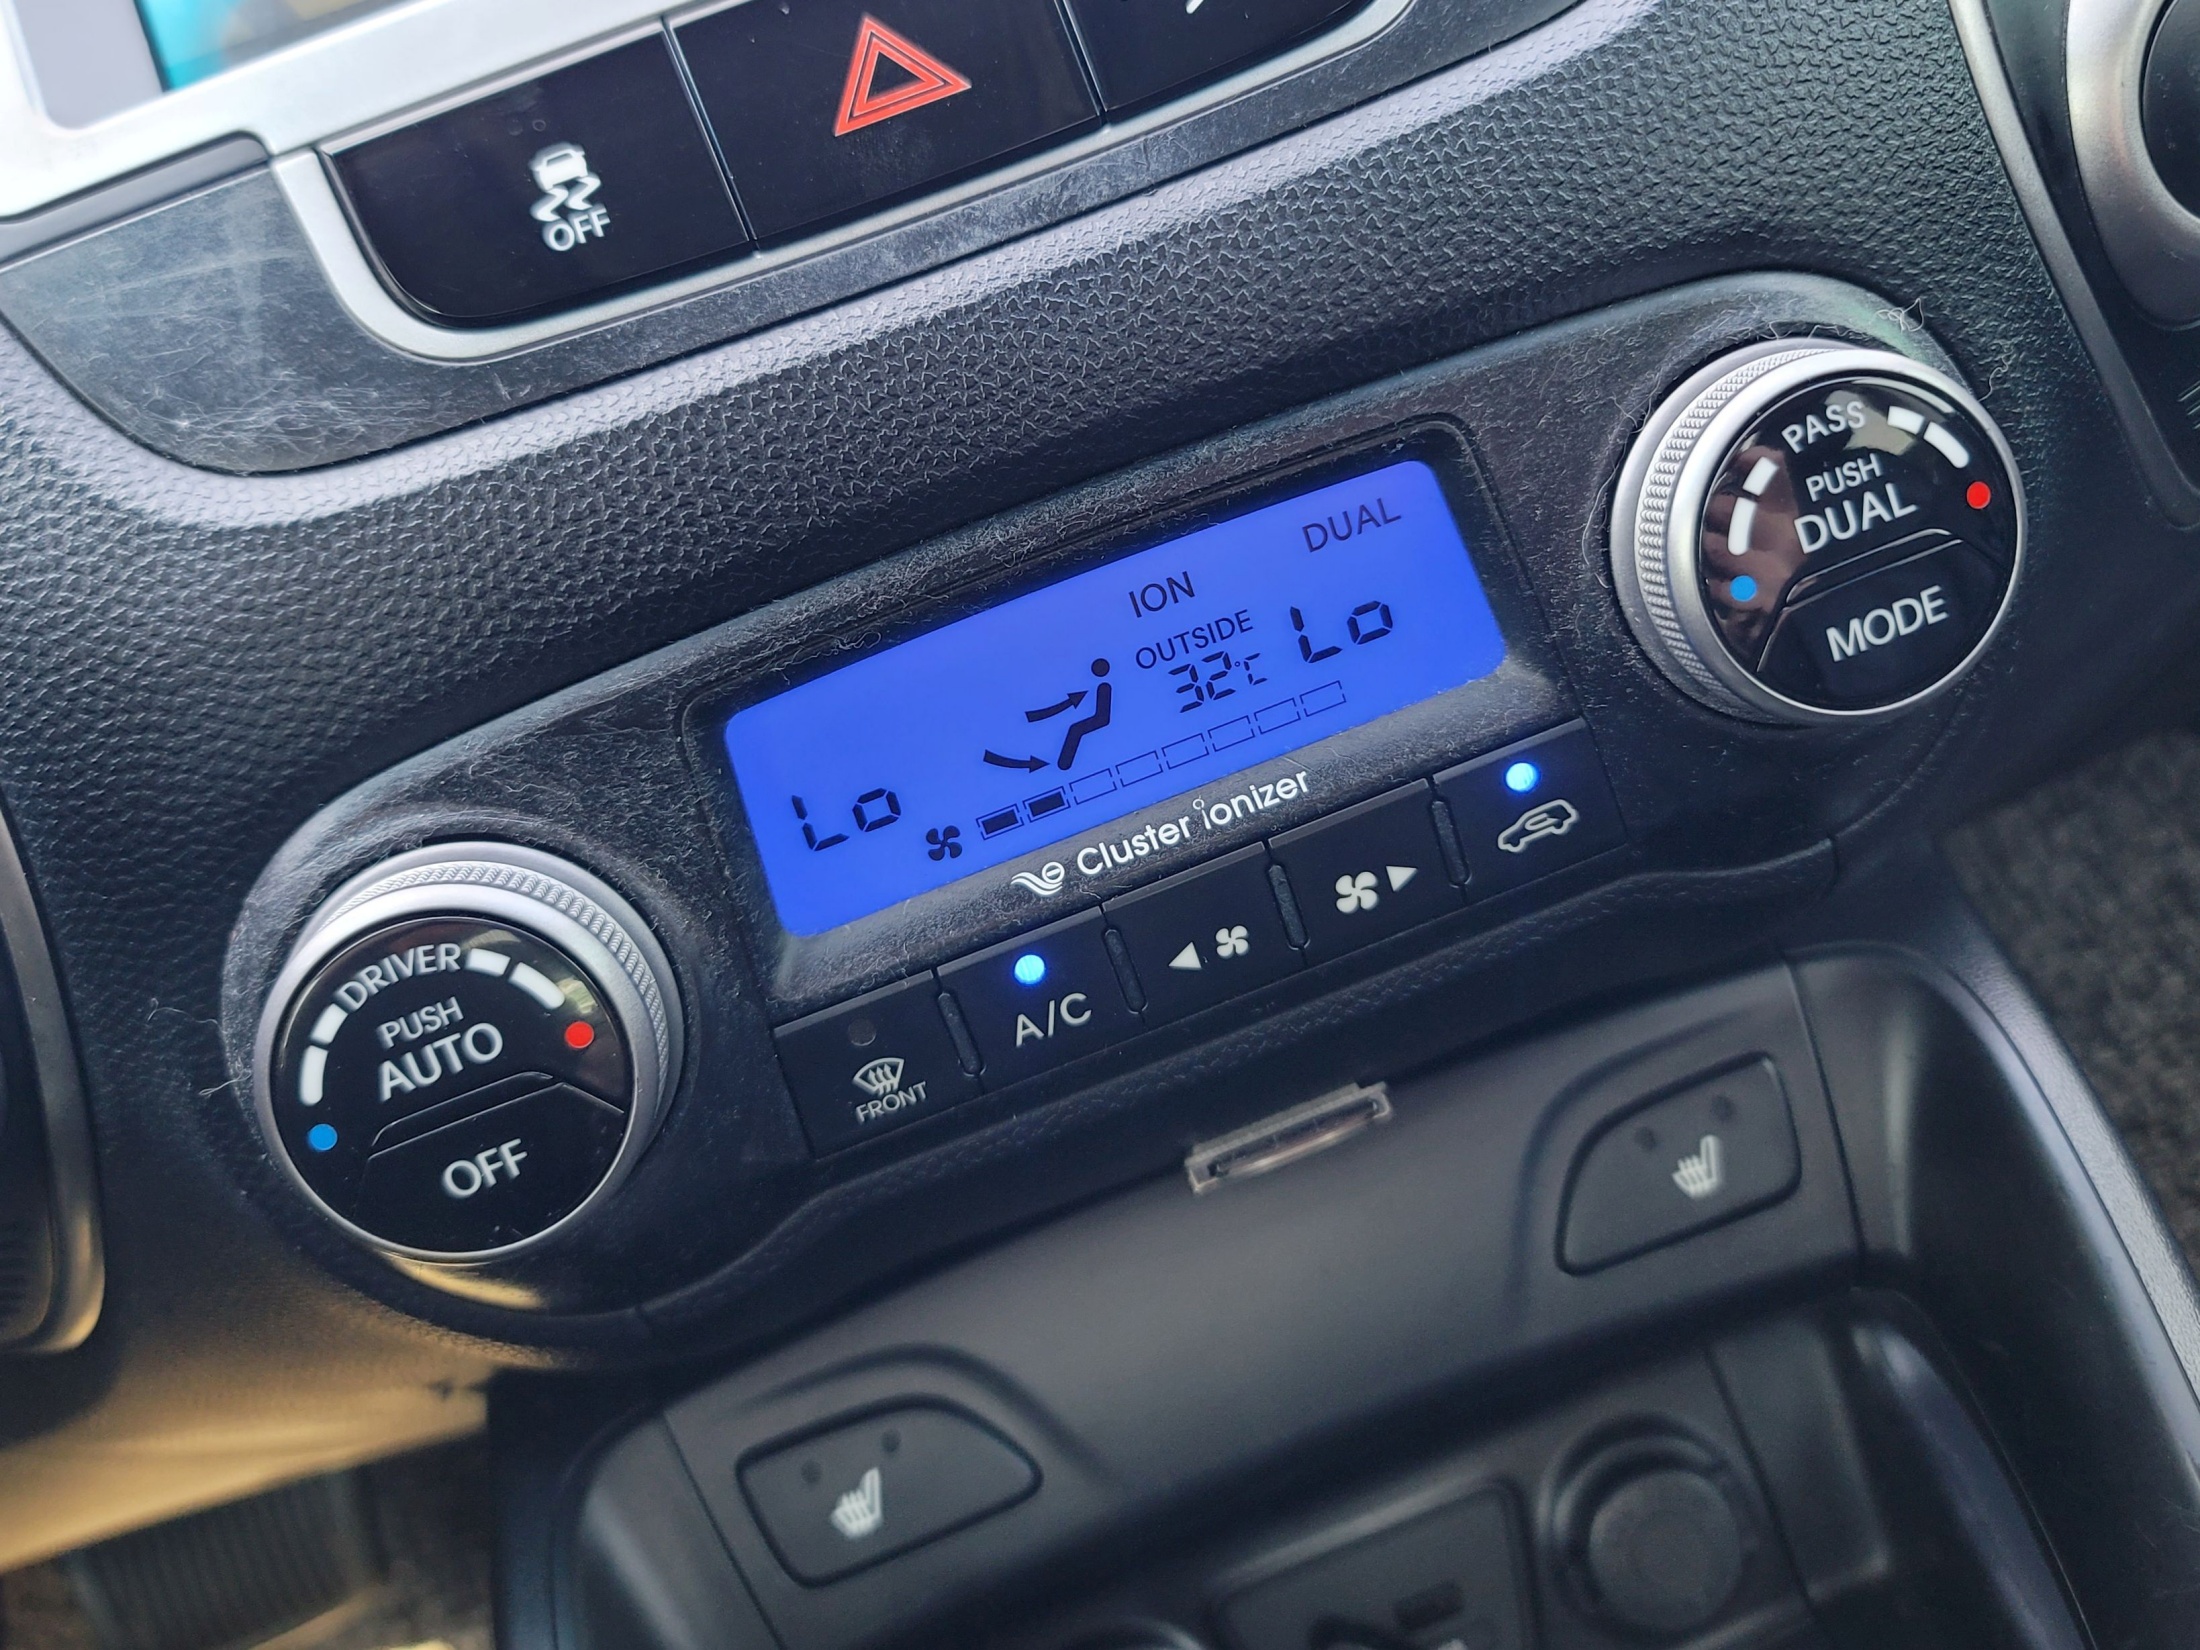 OFF
PASS
PUSH
DUAL
MODE
DUAL
ION
OUTSIDE
32°C
Lo
Lo
Cluster ionizer
DRIVER
PUSH
AUTO
OFF
A/C
FRONT